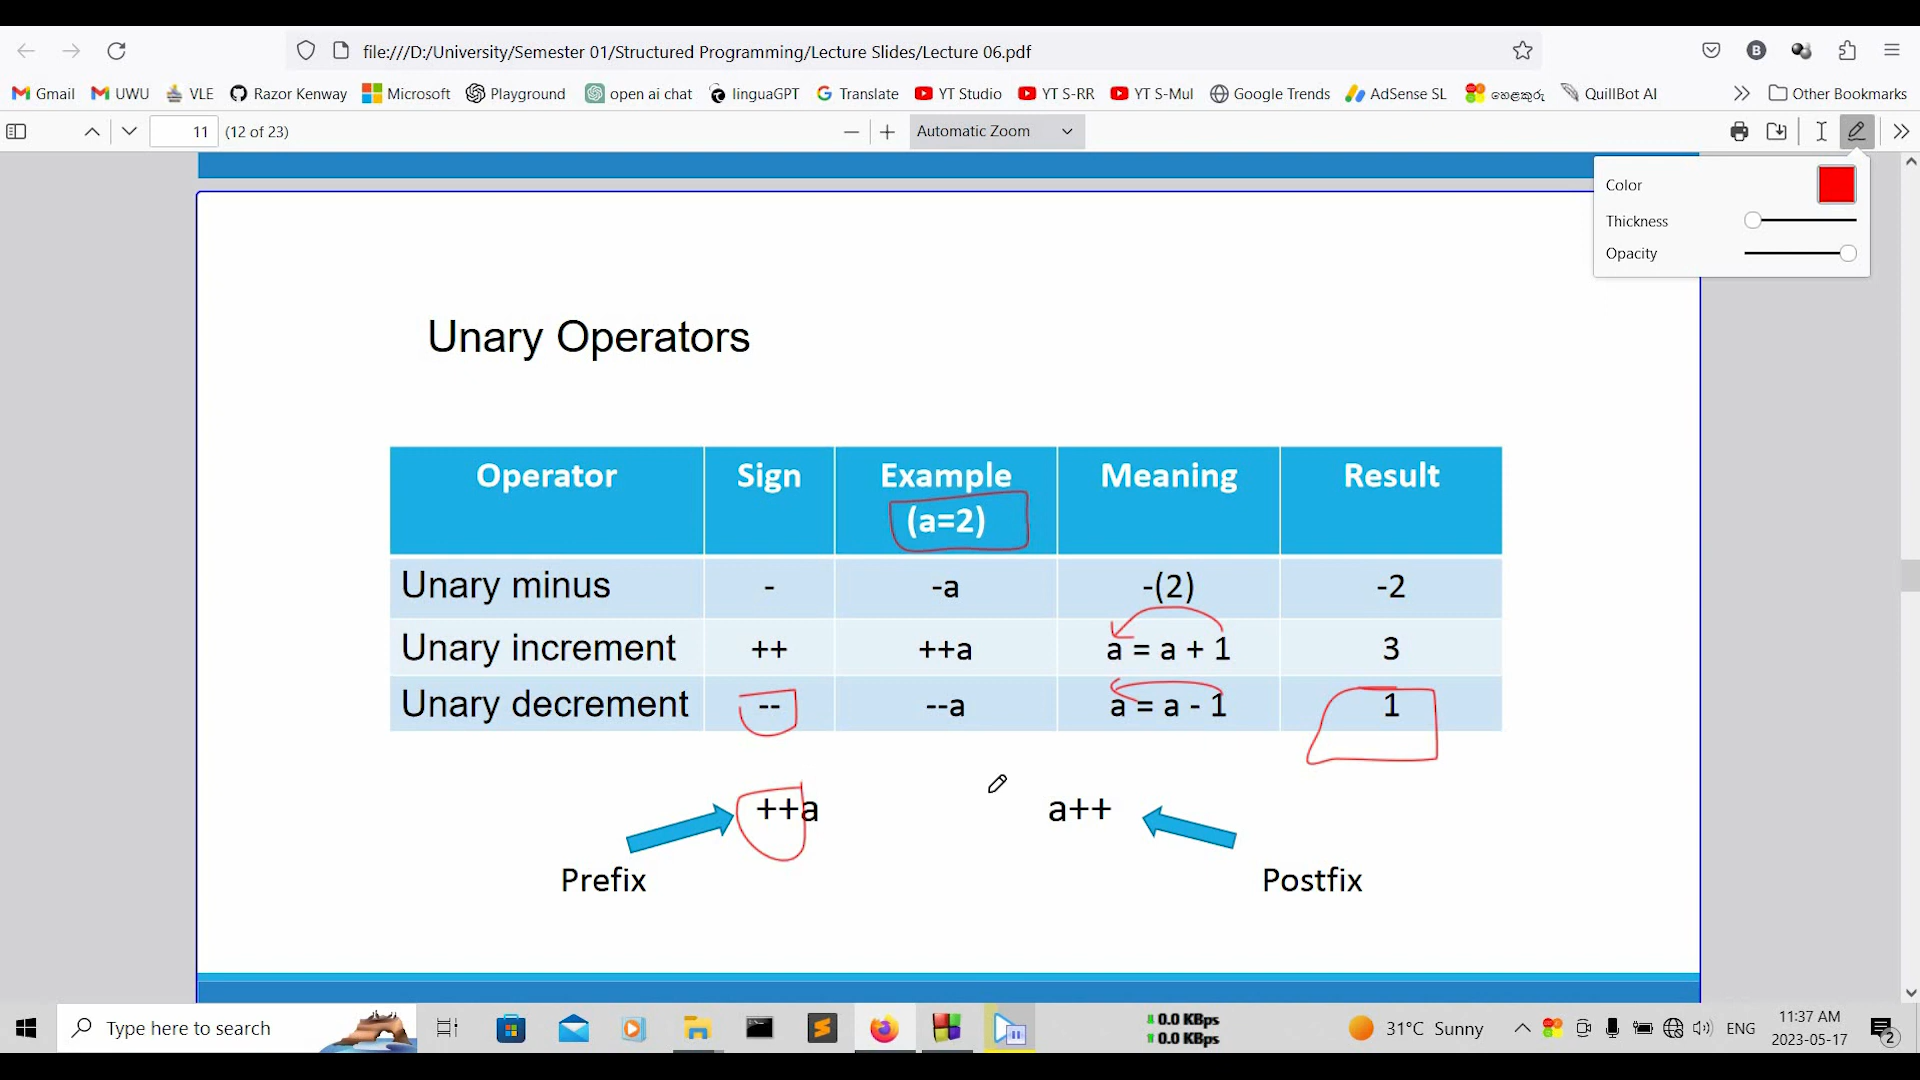 file:///D:/University/Semester 01/Structured Programming/Lecture Slides/Lecture 06.pdf
B
Gmail UWU VLE Razor Kenway Microsoft Playground open ai chat linguaGPT Translate YT Studio YT S-RR YT S-Mul Google Trends AdSense SL හෙළකුරු QuillBot AI Other Bookmarks
11 (12 of 23) Automatic Zoom
Color
Thickness
Opacity
Unary Operators
Operator Sign Example Meaning Result
(a=2)
Unary minus - -a -(2) -2
Unary increment ++ ++a a = a + 1 3
Unary decrement -- --a a = a - 1 1
++a a++
Prefix Postfix
Type here to search
0.0 KBps
0.0 KBps
31°C Sunny
ENG
11:37 AM
2023-05-17
2